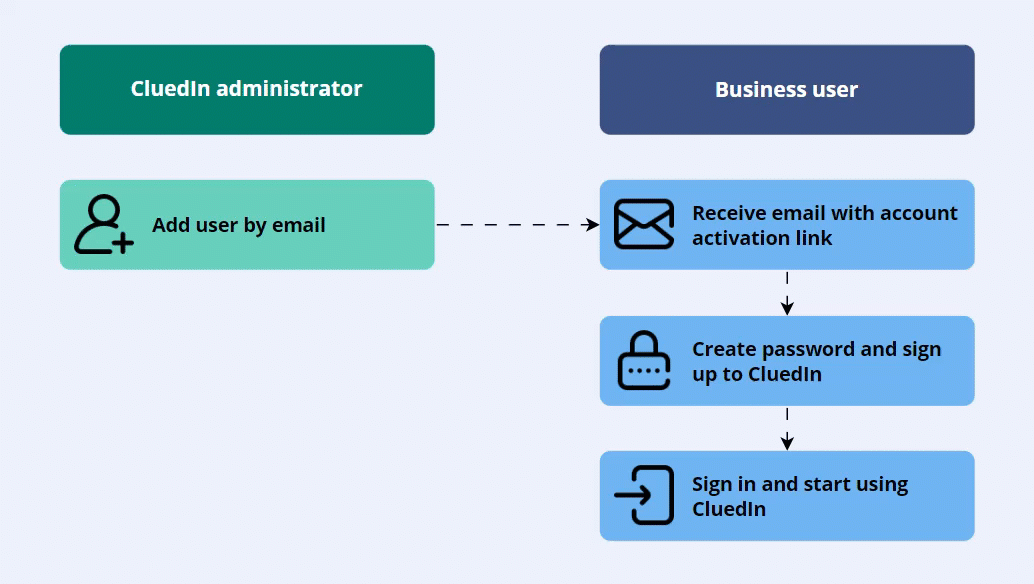 CluedIn administrator
Business user
Add user by email
Receive email with account
activation link
Create password and sign
up to CluedIn
Sign in and start using
CluedIn